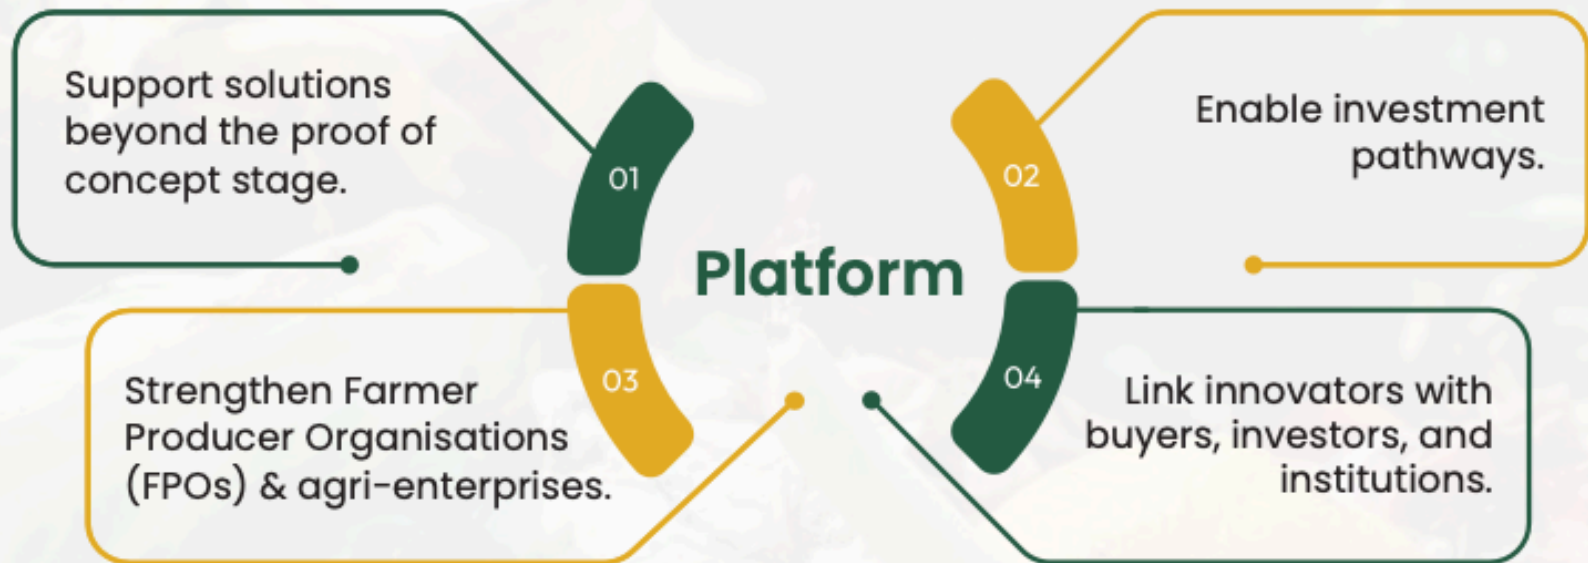 Support solutions
beyond the proof of
concept stage.
01
02
Enable investment
pathways.
Platform
03
Strengthen Farmer
Producer Organisations
(FPOs) & agri-enterprises.
04
Link innovators with
buyers, investors, and
institutions.